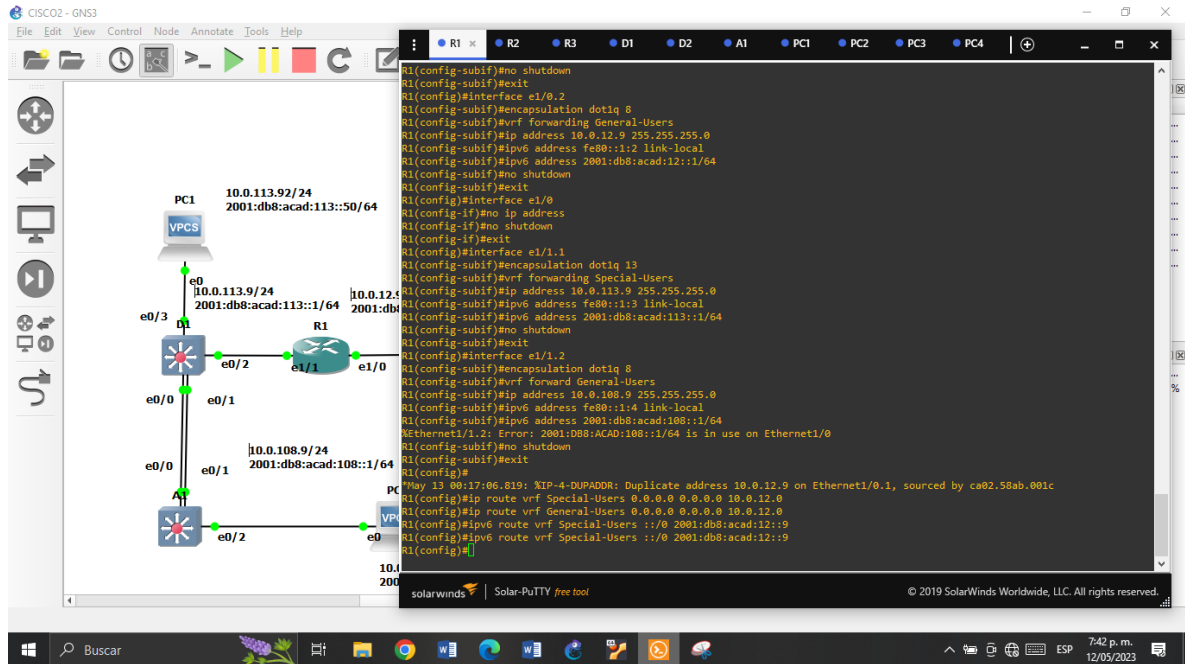 CISCO2 - GNS3
File Edit View Control Node Annotate Tools Help
R1 × R2 R3 D1 D2 A1 PC1 PC2 PC3 PC4
R1(config-subif)#no shutdown
R1(config-subif)#exit
R1(config)#interface e1/0.2
R1(config-subif)#encapsulation dot1q 8
R1(config-subif)#vrf forwarding General-Users
R1(config-subif)#ip address 10.0.12.9 255.255.255.0
R1(config-subif)#ipv6 address fe80::1:2 link-local
R1(config-subif)#ipv6 address 2001:db8:acad:12::1/64
R1(config-subif)#no shutdown
R1(config-subif)#exit
R1(config)#interface e1/0
R1(config-if)#no ip address
R1(config-if)#no shutdown
R1(config-if)#exit
R1(config)#interface e1/1.1
R1(config-subif)#encapsulation dot1q 13
R1(config-subif)#vrf forwarding Special-Users
R1(config-subif)#ip address 10.0.113.9 255.255.255.0
R1(config-subif)#ipv6 address fe80::1:3 link-local
R1(config-subif)#ipv6 address 2001:db8:acad:113::1/64
R1(config-subif)#no shutdown
R1(config-subif)#exit
R1(config)#interface e1/1.2
R1(config-subif)#encapsulation dot1q 8
R1(config-subif)#vrf forward General-Users
R1(config-subif)#ip address 10.0.108.9 255.255.255.0
R1(config-subif)#ipv6 address fe80::1:4 link-local
R1(config-subif)#ipv6 address 2001:db8:acad:108::1/64
%Ethernet1/1.2: Error: 2001:DB8:ACAD:108::1/64 is in use on Ethernet1/0
R1(config-subif)#no shutdown
R1(config-subif)#exit
R1(config)#
*May 13 00:17:06.819: %IP-4-DUPADDR: Duplicate address 10.0.12.9 on Ethernet1/0.1, sourced by ca02.58ab.001c
R1(config)#ip route vrf Special-Users 0.0.0.0 0.0.0.0 10.0.12.0
R1(config)#ip route vrf General-Users 0.0.0.0 0.0.0.0 10.0.12.0
R1(config)#ipv6 route vrf Special-Users ::/0 2001:db8:acad:12::9
R1(config)#ipv6 route vrf Special-Users ::/0 2001:db8:acad:12::9
R1(config)#
solarwinds Solar-PuTTY free tool
© 2019 SolarWinds Worldwide, LLC. All rights reserved.
PC1
10.0.113.92/24
2001:db8:acad:113::50/64
VPCS
e0
10.0.113.9/24
2001:db8:acad:113::1/64
10.0.12.9
2001:db
e0/3
D1
R1
e0/2
e1/1
e1/0
e0/0
e0/1
10.0.108.9/24
2001:db8:acad:108::1/64
e0/0
e0/1
A1
PC
VPC
e0/2
e0
10.0
200
%
Buscar
ESP
7:42 p. m.
12/05/2023